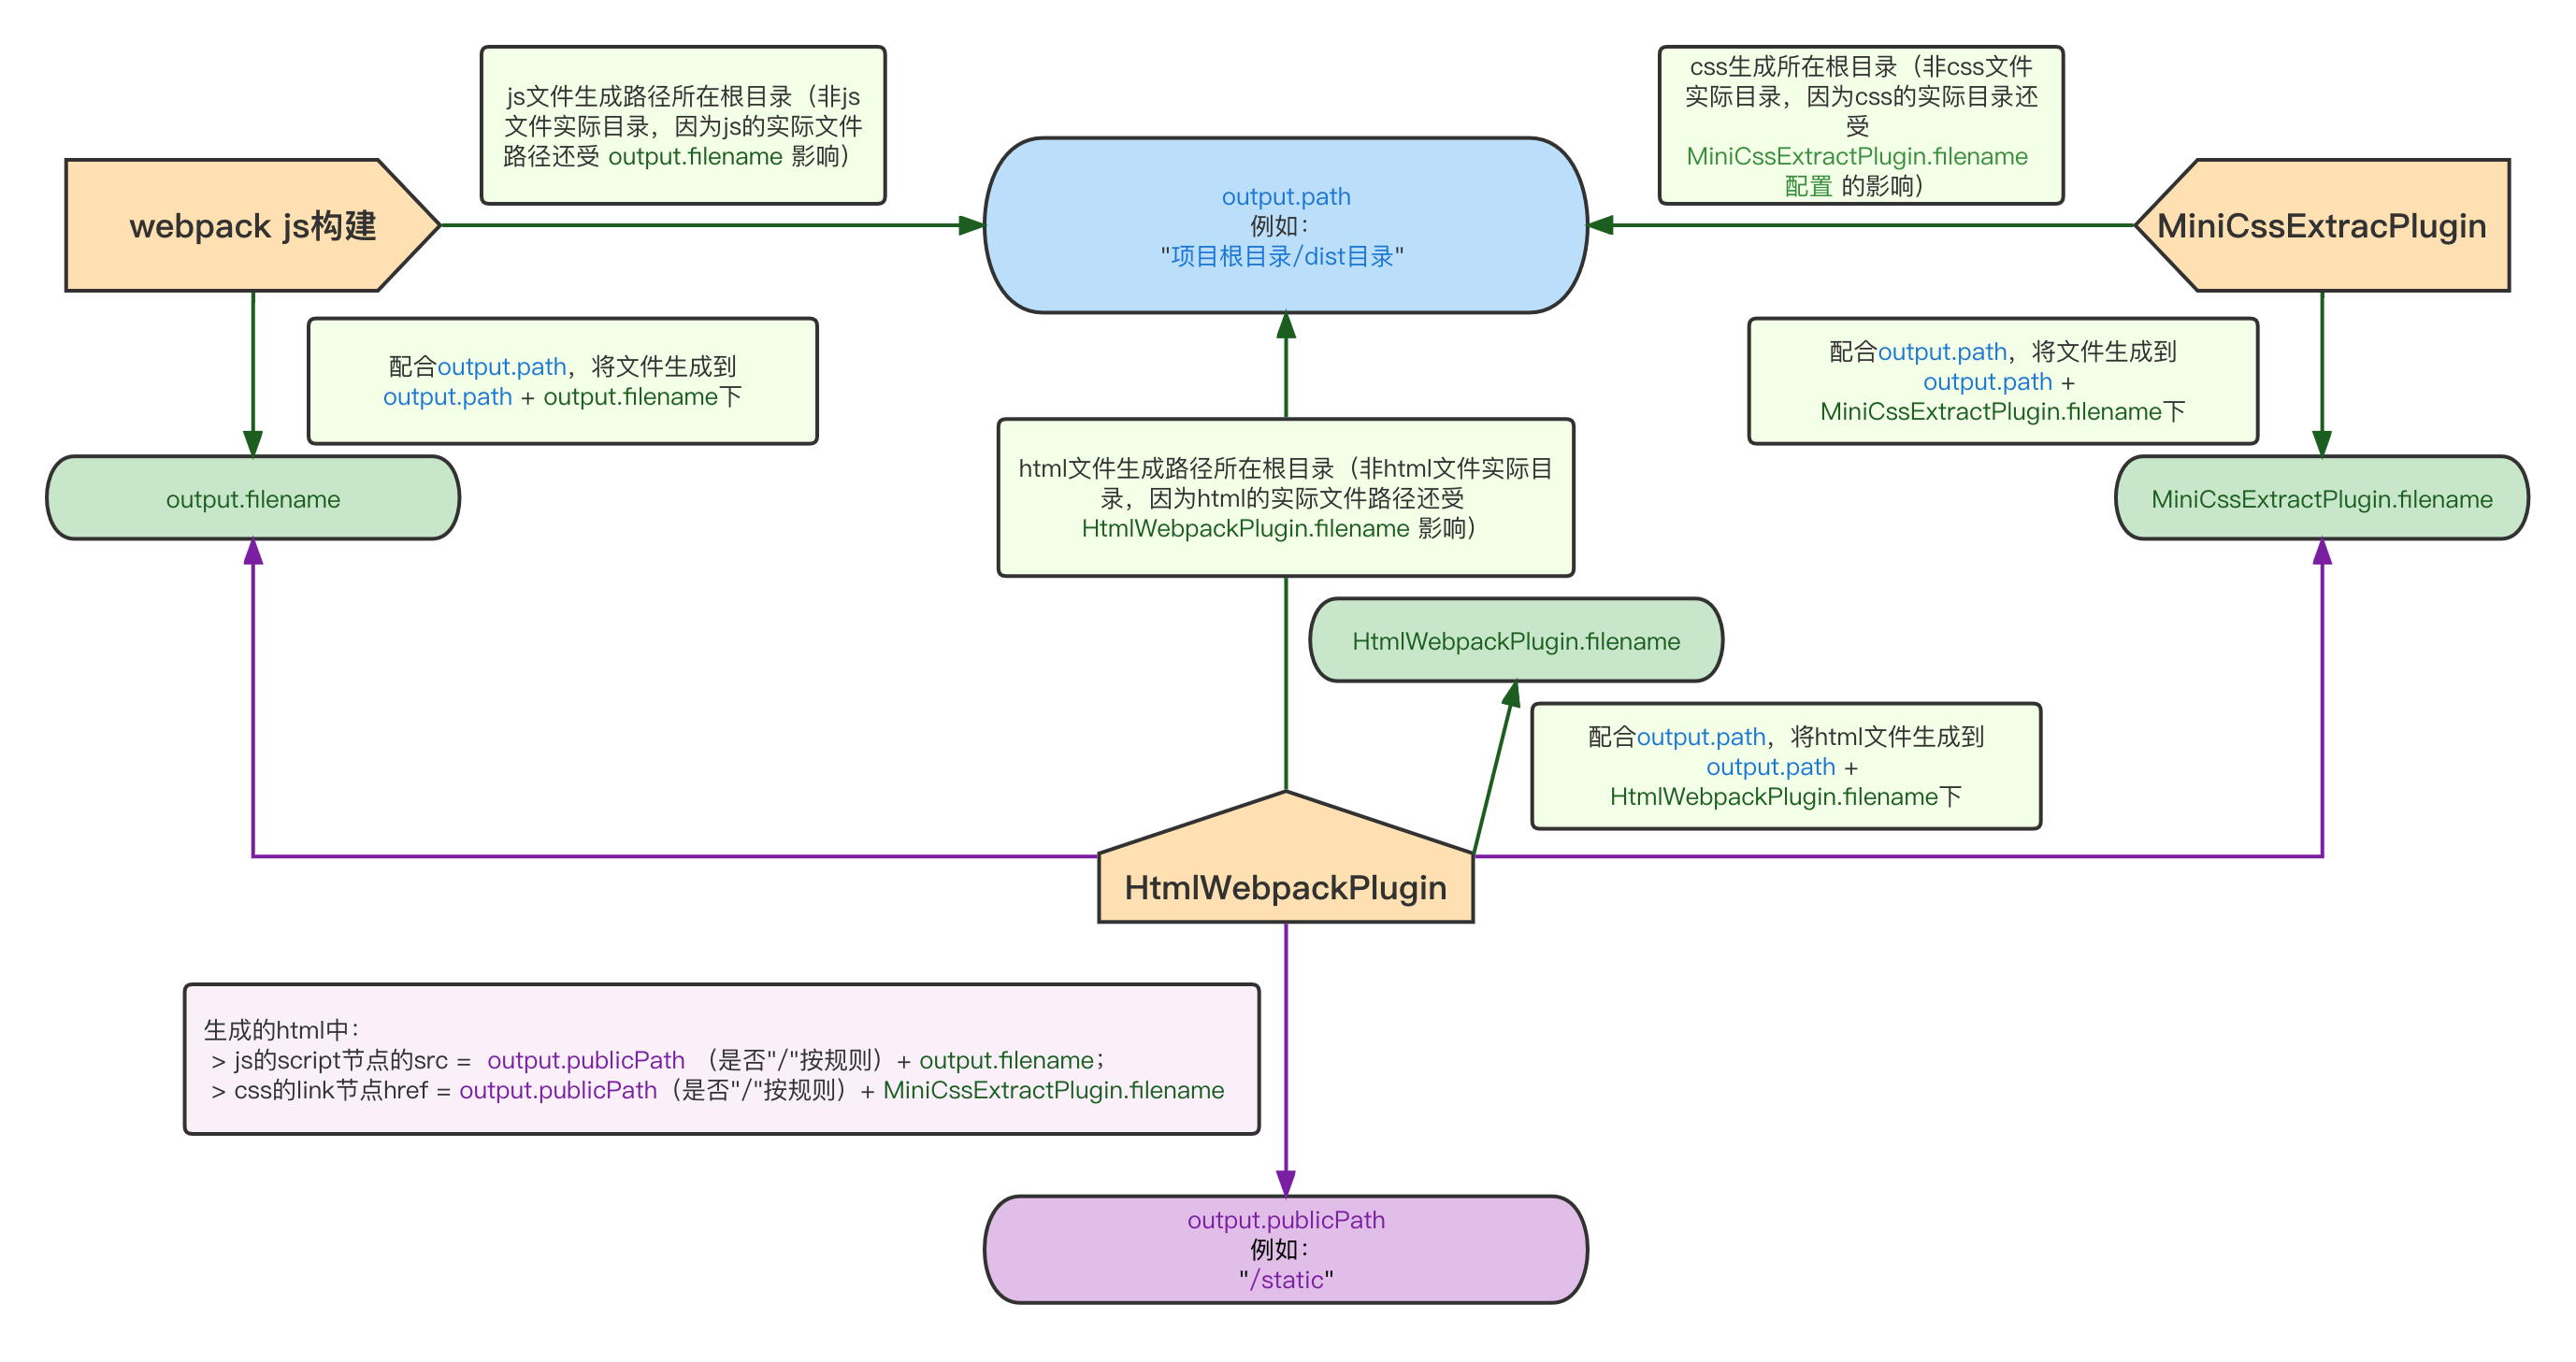 js文件生成路径所在根目录（非js
文件实际目录，因为js的实际文件
路径还受 output.filename 影响）
css生成所在根目录（非css文件
实际目录，因为css的实际目录还
受
MiniCssExtractPlugin.filename
配置 的影响）
webpack js构建
output.path
例如：
"项目根目录/dist目录"
MiniCssExtracPlugin
配合output.path，将文件生成到
output.path + output.filename下
配合output.path，将文件生成到
output.path +
MiniCssExtractPlugin.filename下
output.filename
html文件生成路径所在根目录（非html文件实际目
录，因为html的实际文件路径还受
HtmlWebpackPlugin.filename 影响）
MiniCssExtractPlugin.filename
HtmlWebpackPlugin.filename
配合output.path，将html文件生成到
output.path +
HtmlWebpackPlugin.filename下
HtmlWebpackPlugin
生成的html中：
> js的script节点的src = output.publicPath （是否"/"按规则）+ output.filename；
> css的link节点href = output.publicPath（是否"/"按规则）+ MiniCssExtractPlugin.filename
output.publicPath
例如：
"/static"